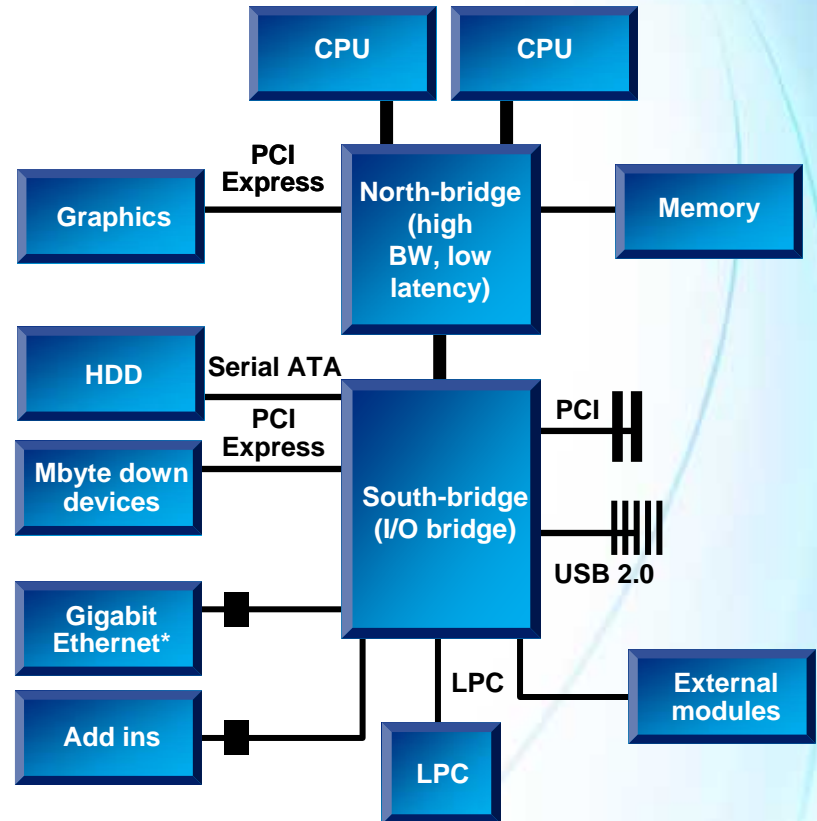 CPU
CPU
PCI
Express
Graphics
North-bridge
(high
BW, low
latency)
Memory
HDD
Serial ATA
PCI
Express
Mbyte down
devices
South-bridge
(I/O bridge)
PCI
USB 2.0
Gigabit
Ethernet*
Add ins
LPC
LPC
External
modules